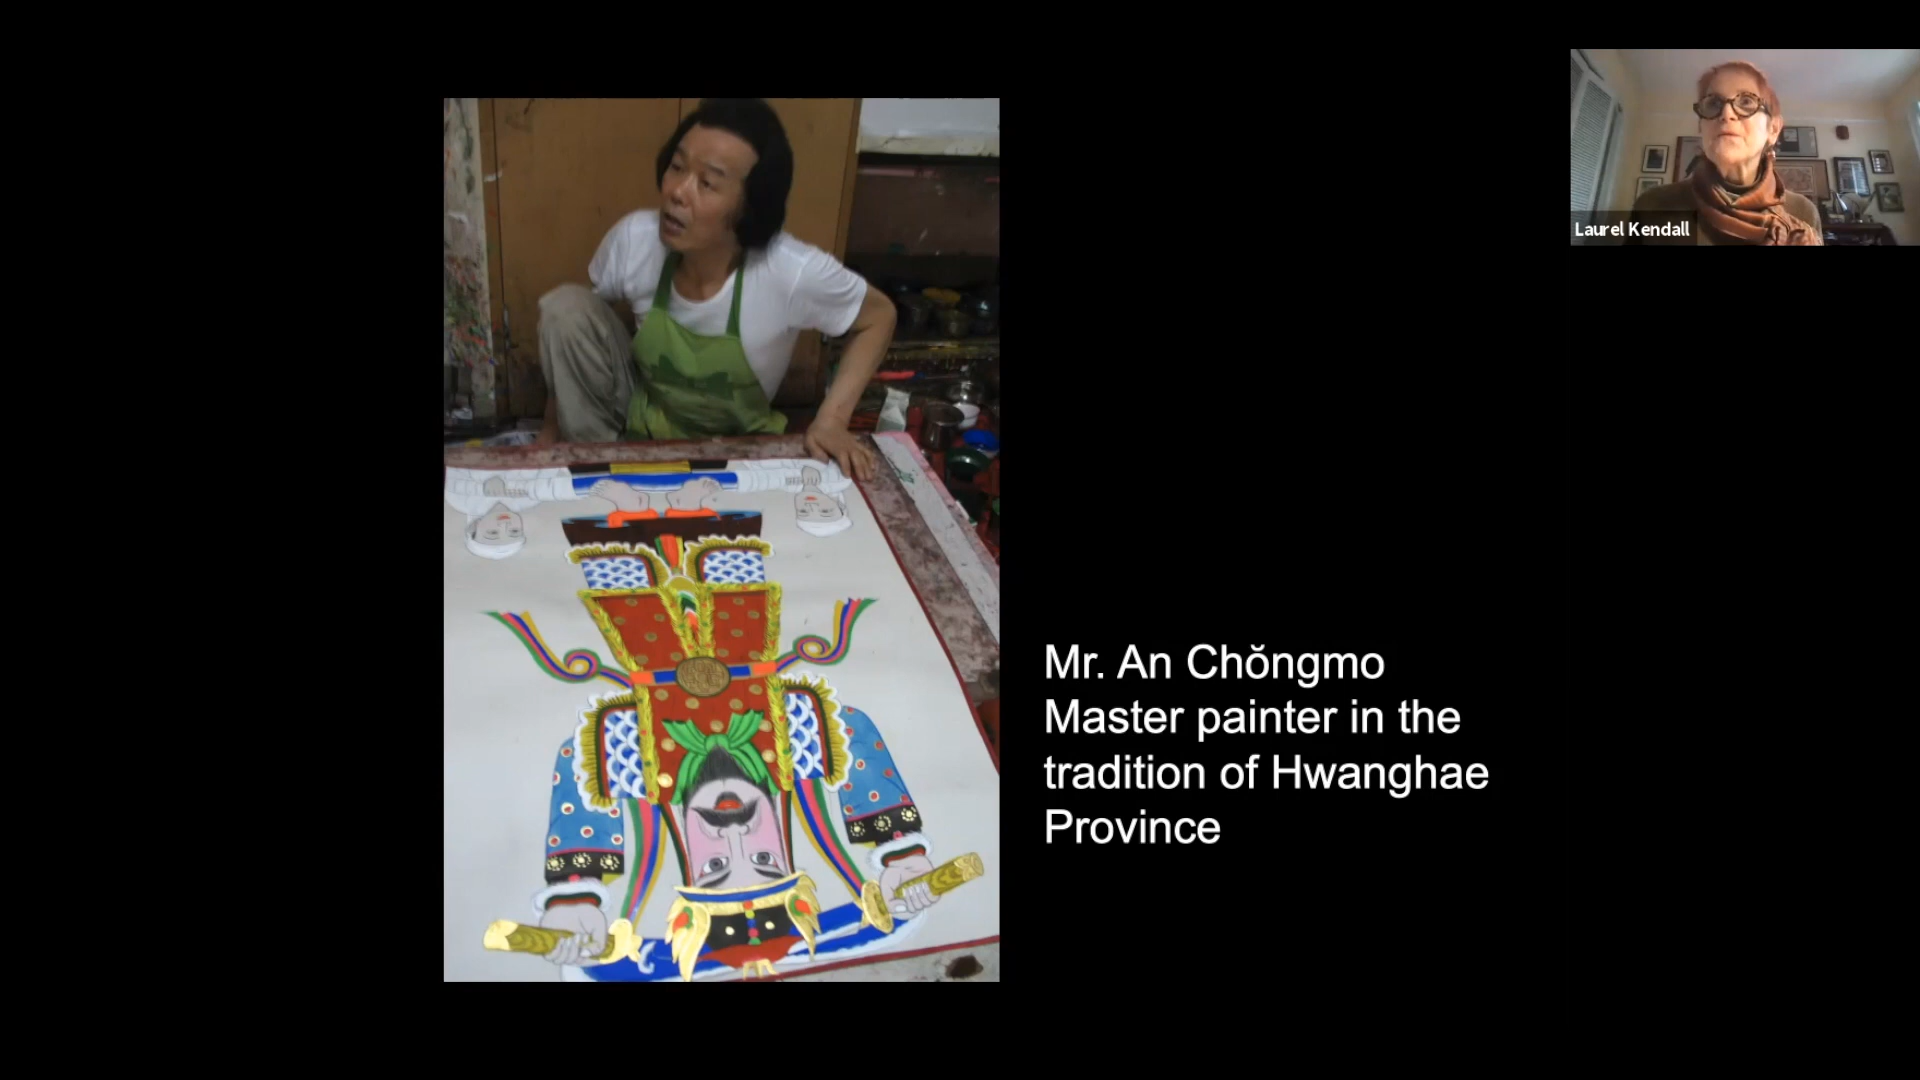 Laurel Kendall
Mr. An Chŏngmo
Master painter in the
tradition of Hwanghae
Province